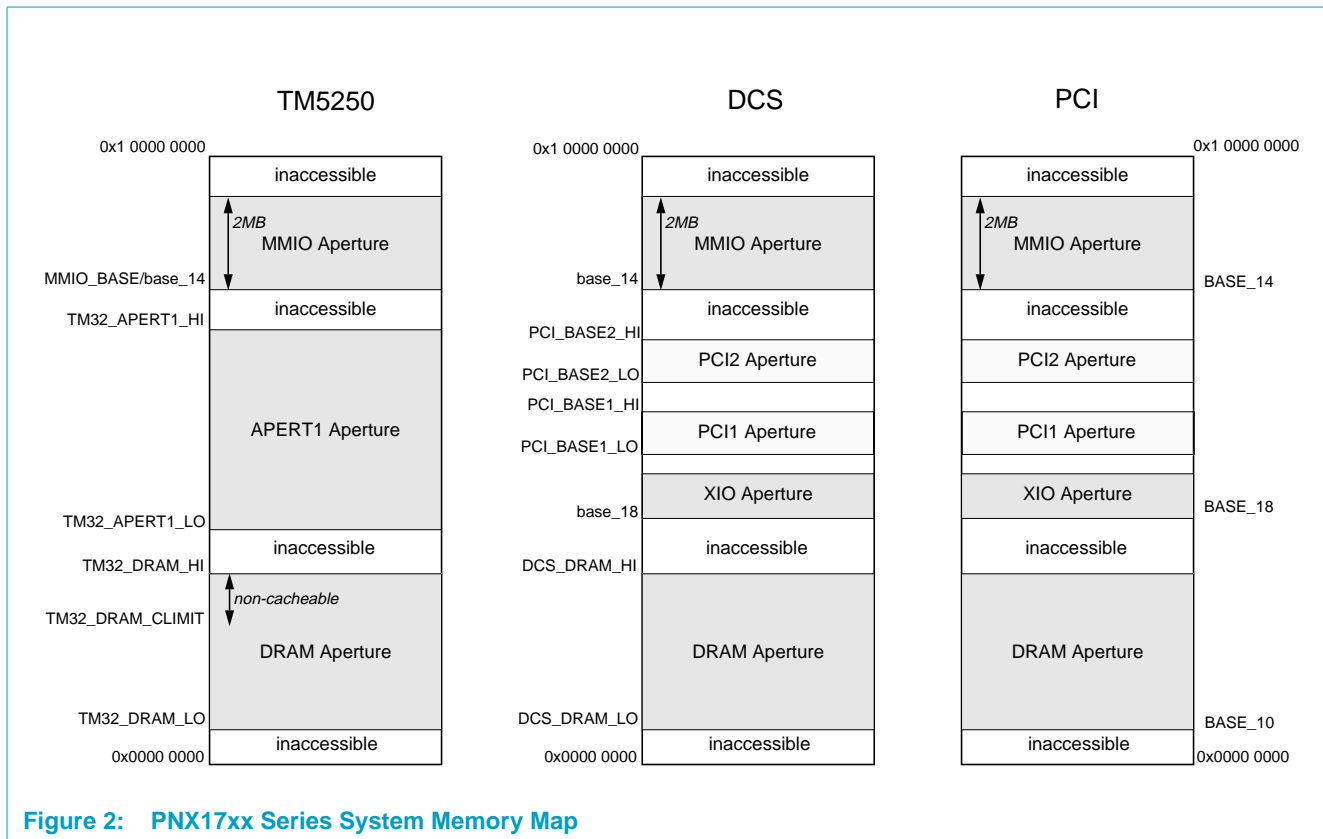 TM5250
0x1 0000 0000
inaccessible
2MB
MMIO Aperture
MMIO_BASE/base_14
inaccessible
TM32_APERT1_HI
APERT1 Aperture
TM32_APERT1_LO
inaccessible
TM32_DRAM_HI
non-cacheable
TM32_DRAM_CLIMIT
DRAM Aperture
TM32_DRAM_LO
inaccessible
0x0000 0000
DCS
0x1 0000 0000
inaccessible
2MB
MMIO Aperture
base_14
inaccessible
PCI_BASE2_HI
PCI2 Aperture
PCI_BASE2_LO
PCI_BASE1_HI
PCI1 Aperture
PCI_BASE1_LO
XIO Aperture
base_18
inaccessible
DCS_DRAM_HI
DRAM Aperture
DCS_DRAM_LO
inaccessible
PCI
0x1 0000 0000
inaccessible
2MB
MMIO Aperture
BASE_14
inaccessible
PCI2 Aperture
PCI1 Aperture
XIO Aperture
BASE_18
inaccessible
DRAM Aperture
BASE_10
inaccessible
0x0000 0000
Figure 2: PNX17xx Series System Memory Map